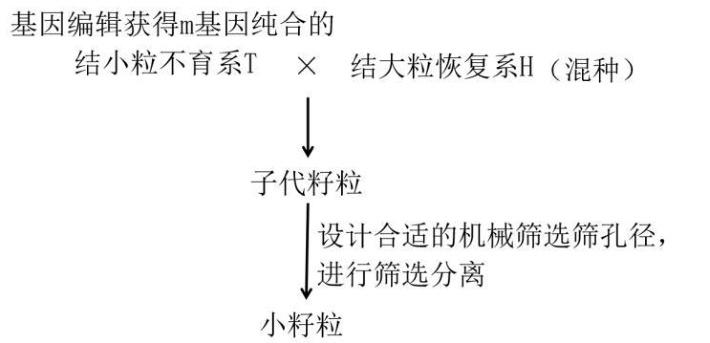 基因编辑获得m基因纯合的
结小粒不育系T × 结大粒恢复系H（混种）
子代籽粒
设计合适的机械筛选筛孔径，
进行筛选分离
小籽粒